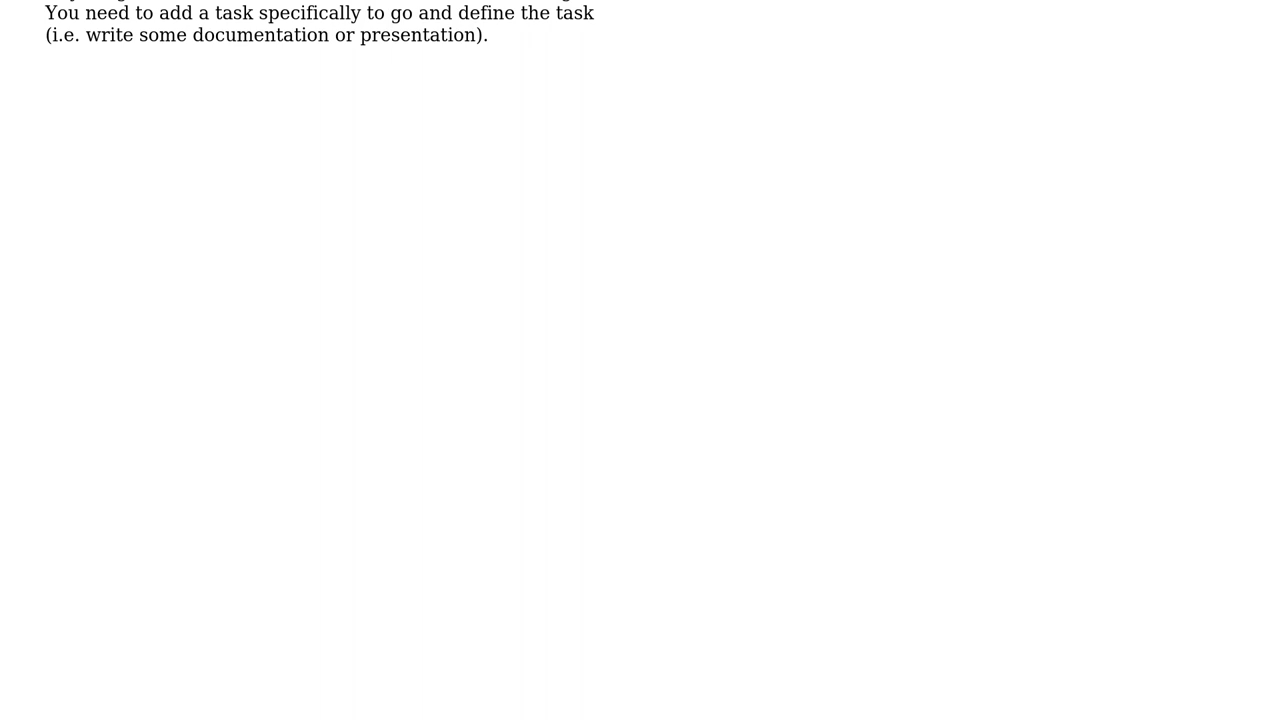 You need to add a task specifically to go and define the task
(i.e. write some documentation or presentation).